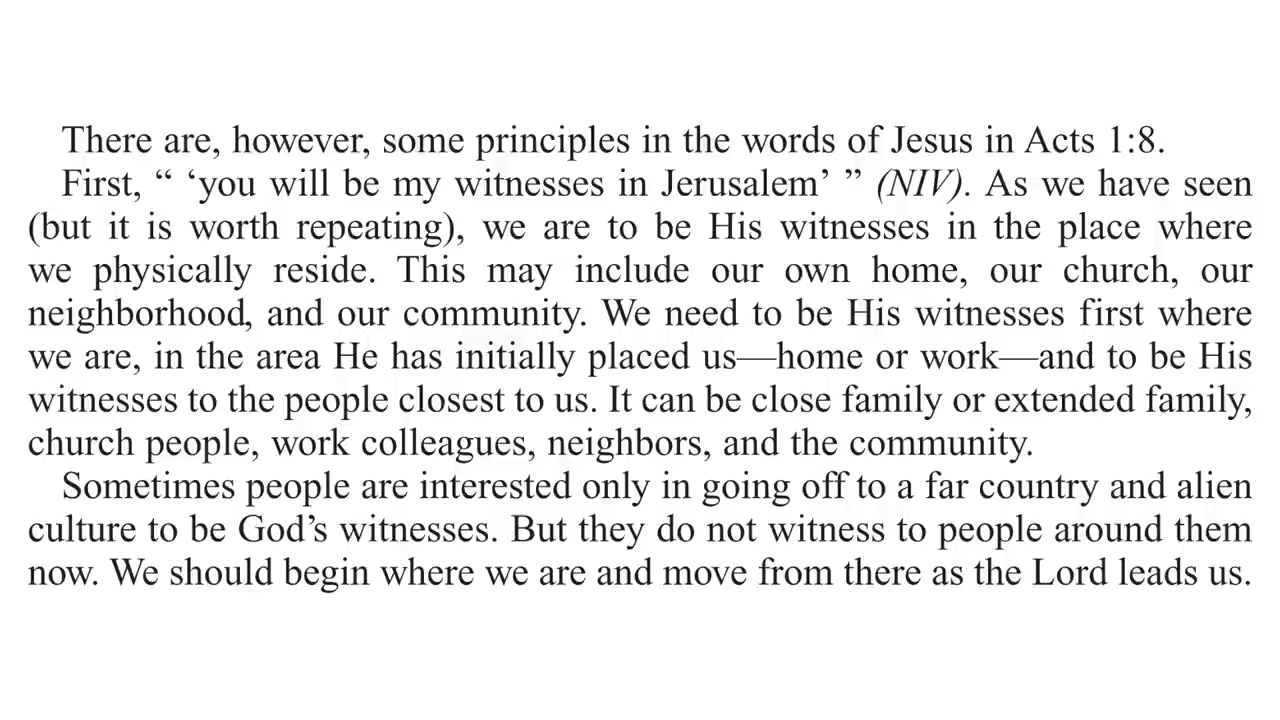 There are, however, some principles in the words of Jesus in Acts 1:8.
First, “ ‘you will be my witnesses in Jerusalem’ ” (NIV). As we have seen
(but it is worth repeating), we are to be His witnesses in the place where
we physically reside. This may include our own home, our church, our
neighborhood, and our community. We need to be His witnesses first where
we are, in the area He has initially placed us—home or work—and to be His
witnesses to the people closest to us. It can be close family or extended family,
church people, work colleagues, neighbors, and the community.
Sometimes people are interested only in going off to a far country and alien
culture to be God’s witnesses. But they do not witness to people around them
now. We should begin where we are and move from there as the Lord leads us.